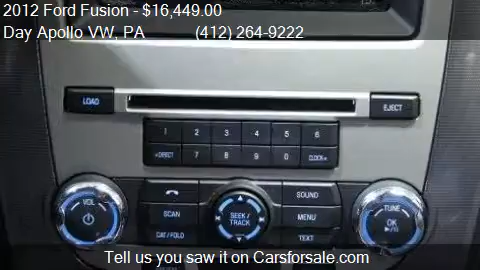 2012 Ford Fusion - $16,449.00
Day Apollo VW, PA (412) 264-9222
LOAD
EJECT
1 2 3 4 5 6
DIRECT 7 8 9 0 CLOCK
VOL
SOUND
TUNE
SCAN
SEEK/
TRACK
MENU
OK
CAT/FOLD
TEXT
Tell us you saw it on Carsforsale.com